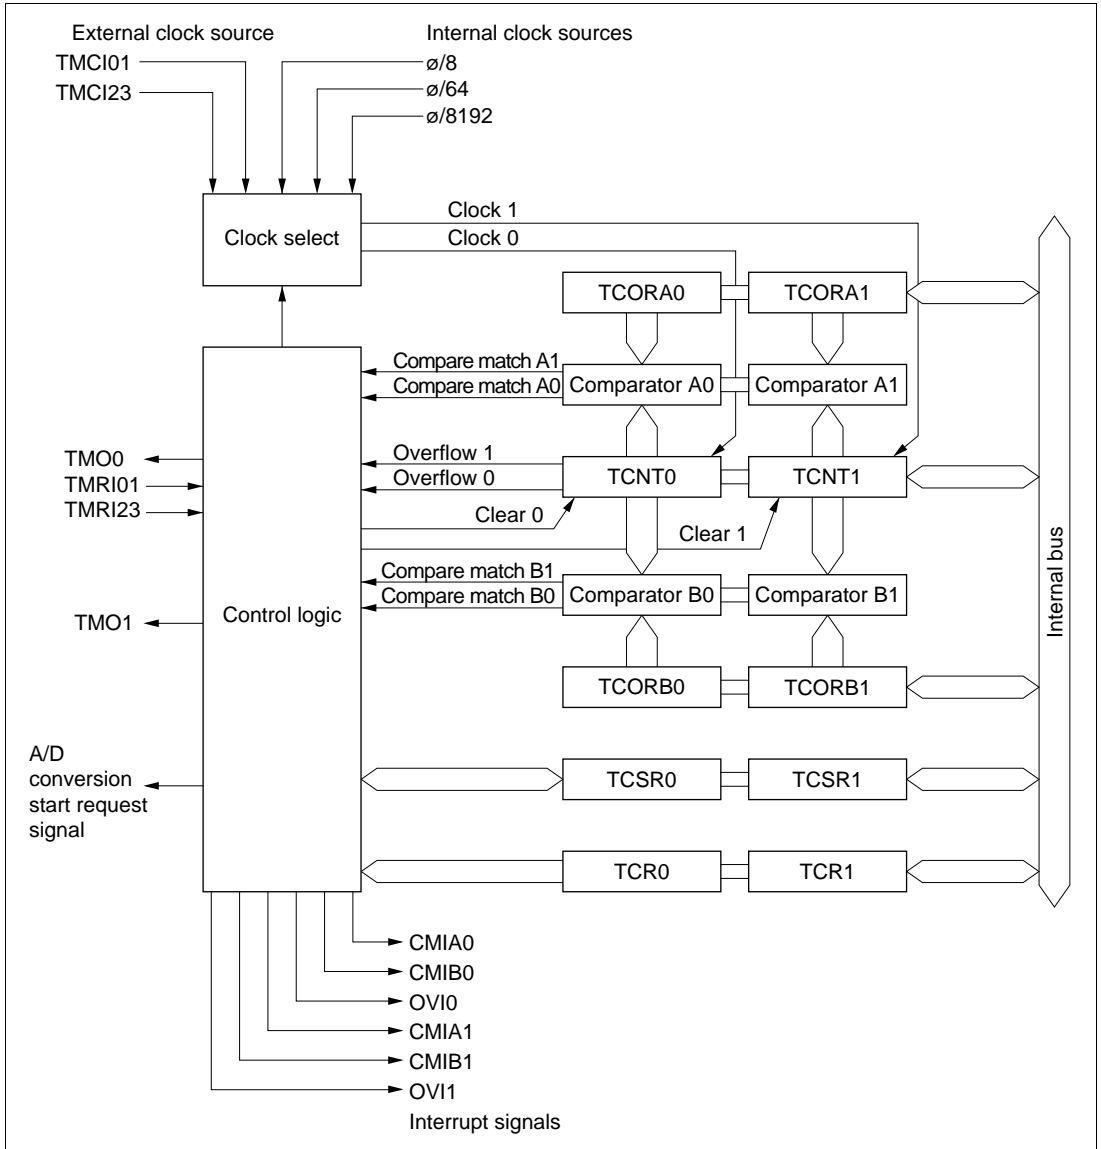 External clock source
Internal clock sources
TMCI01
ø/8
TMCI23
ø/64
ø/8192
Clock select
Clock 1
Clock 0
TCORA0
TCORA1
Compare match A1
Compare match A0
Comparator A0
Comparator A1
TMO0
TMRI01
TMRI23
Overflow 1
Overflow 0
TCNT0
TCNT1
Clear 0
Clear 1
Internal bus
Compare match B1
Compare match B0
Comparator B0
Comparator B1
Control logic
TMO1
TCORB0
TCORB1
A/D
conversion
start request
signal
TCSR0
TCSR1
TCR0
TCR1
CMIA0
CMIB0
OVI0
CMIA1
CMIB1
OVI1
Interrupt signals